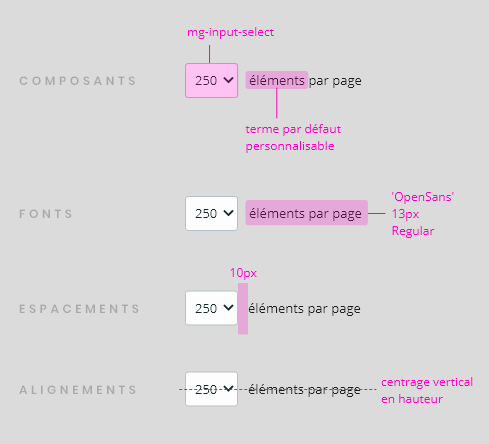 mg-input-select
COMPOSANTS
250
éléments par page
terme par défaut
personnalisable
FONTS
250
éléments par page
'OpenSans'
13px
Regular
10px
ESPACEMENTS
250
éléments par page
ALIGNEMENTS
250
éléments par page
centrage vertical
en hauteur